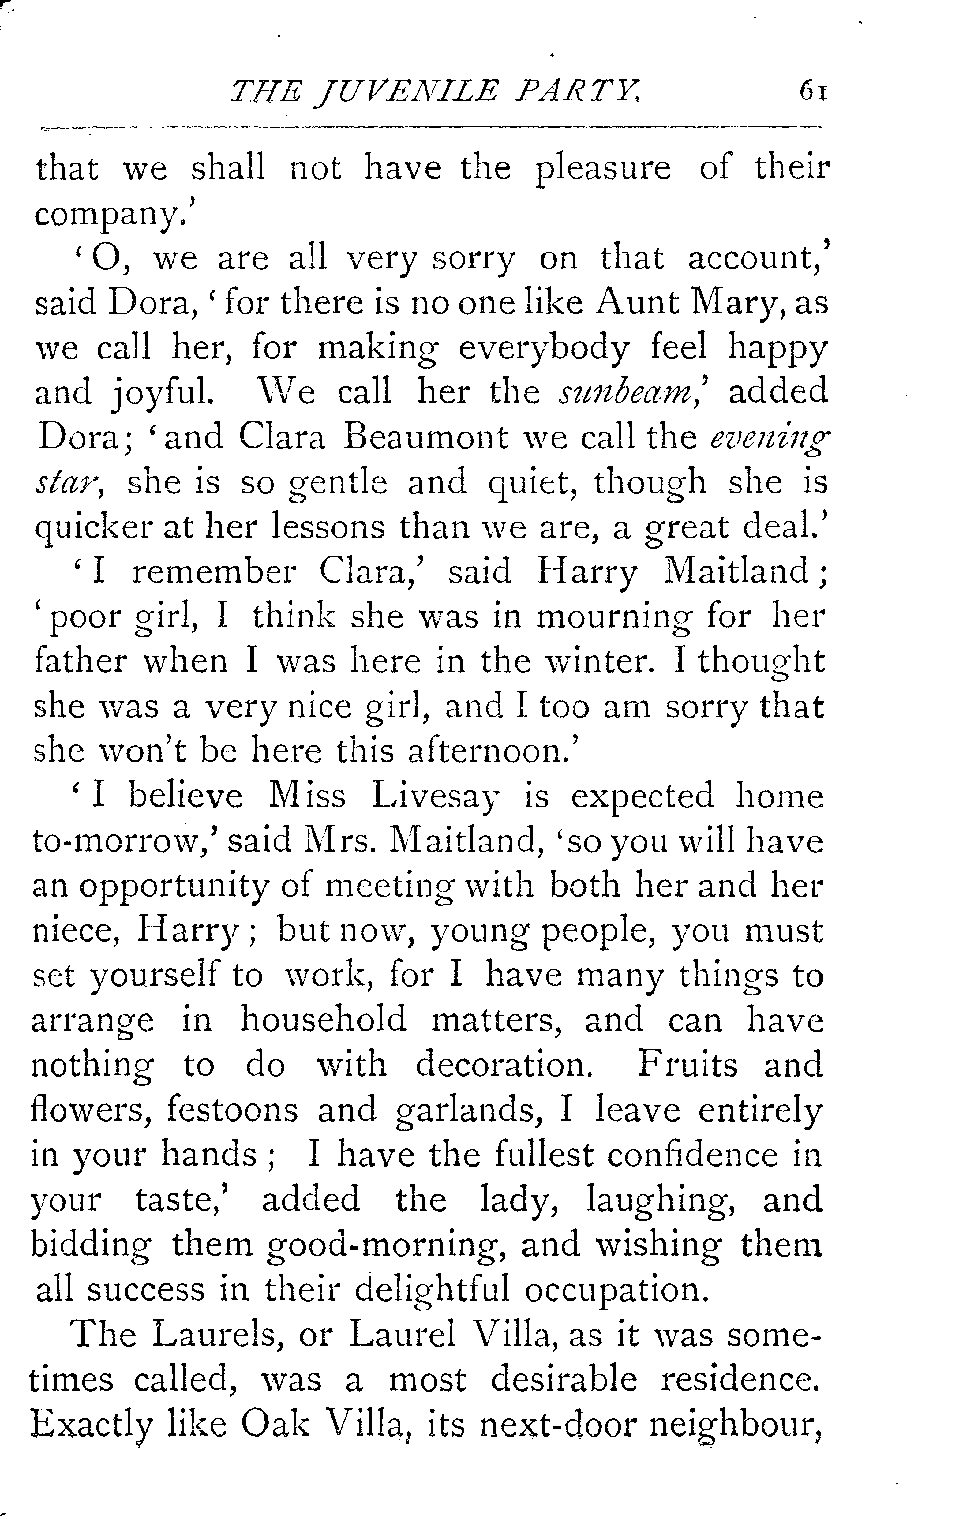 THE JUVENILE PARTY. 61
that we shall not have the pleasure of their
company.’
‘ O, we are all very sorry on that account,’
said Dora, ‘ for there is no one like Aunt Mary, as
we call her, for making everybody feel happy
and joyful. We call her the sunbeam,’ added
Dora; ‘ and Clara Beaumont we call the evening
star, she is so gentle and quiet, though she is
quicker at her lessons than we are, a great deal.’
‘ I remember Clara,’ said Harry Maitland ;
‘ poor girl, I think she was in mourning for her
father when I was here in the winter. I thought
she was a very nice girl, and I too am sorry that
she won’t be here this afternoon.’
‘ I believe Miss Livesay is expected home
to-morrow,’ said Mrs. Maitland, ‘so you will have
an opportunity of meeting with both her and her
niece, Harry ; but now, young people, you must
set yourself to work, for I have many things to
arrange in household matters, and can have
nothing to do with decoration. Fruits and
flowers, festoons and garlands, I leave entirely
in your hands ; I have the fullest confidence in
your taste,’ added the lady, laughing, and
bidding them good-morning, and wishing them
all success in their delightful occupation.
The Laurels, or Laurel Villa, as it was some-
times called, was a most desirable residence.
Exactly like Oak Villa, its next-door neighbour,